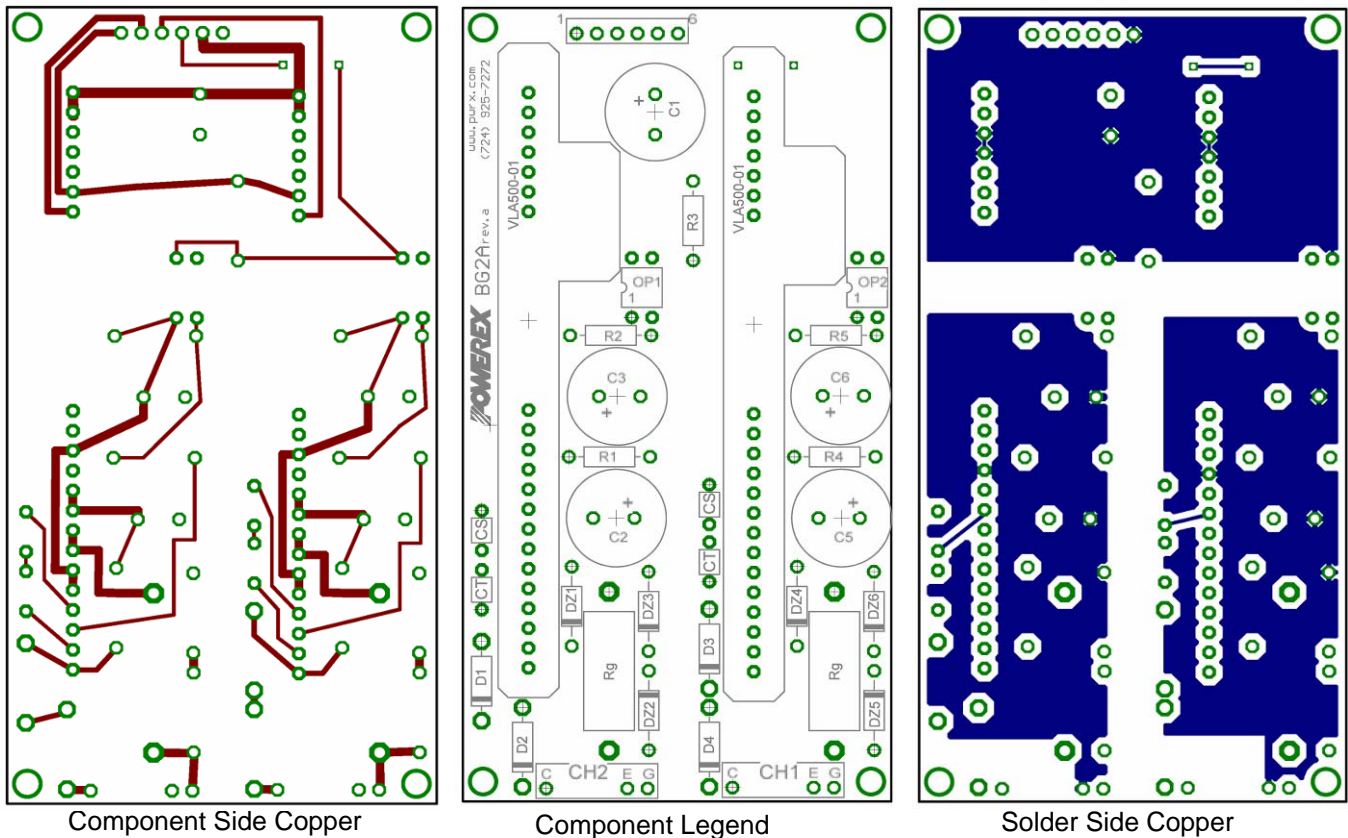 1
6
www.purx.com
(724) 925-7272
+
C1
VLA500-01
VLA500-01
R3
POWEREX BG2A rev.a
OP1
1
OP2
1
R2
R5
C3
+
C6
+
R1
R4
+
C2
+
C5
CS
CT
CS
CT
DZ1
DZ3
DZ4
DZ6
D1
D3
Rg
Rg
DZ2
DZ5
D2
D4
C CH2 E G
C CH1 E G
Component Side Copper
Component Legend
Solder Side Copper